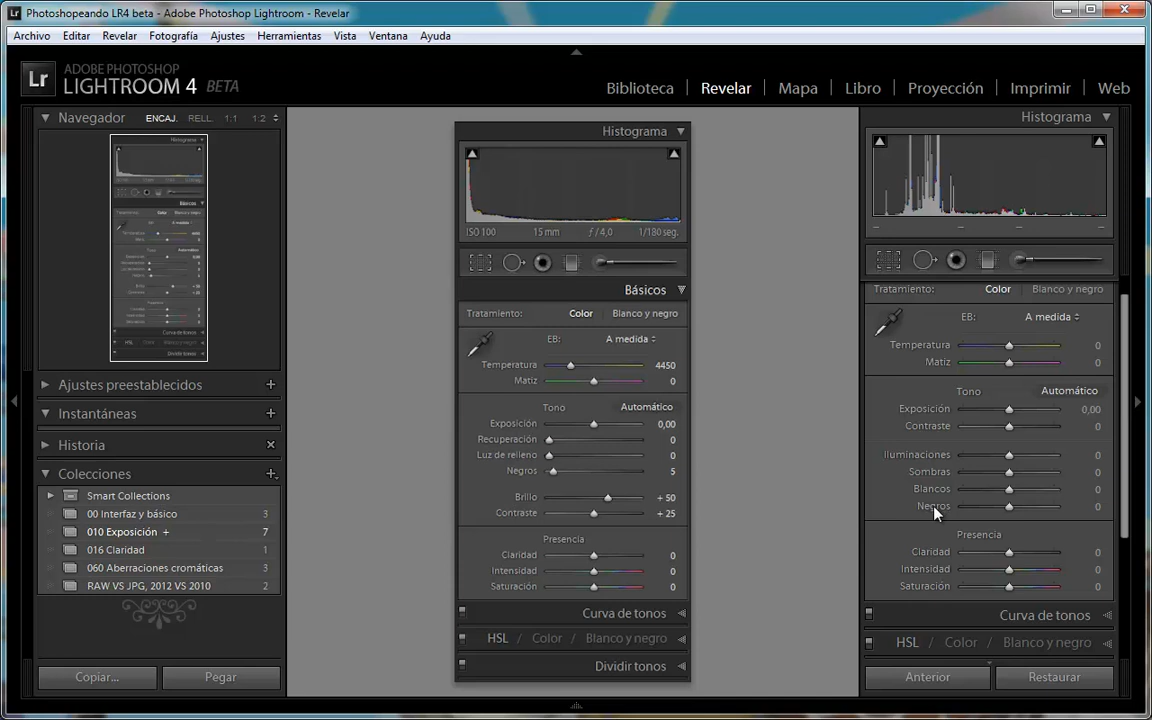 Photoshopeando LR4 beta - Adobe Photoshop Lightroom - Revelar
Archivo Editar Revelar Fotografía Ajustes Herramientas Vista Ventana Ayuda
Lr ADOBE PHOTOSHOP
LIGHTROOM 4 BETA
Biblioteca Revelar Mapa Libro Proyección Imprimir Web
Navegador ENCAJ. RELL. 1:1 1:2
Ajustes preestablecidos
Instantáneas
Historia
Colecciones
Smart Collections
00 Interfaz y básico 3
010 Exposición + 7
016 Claridad 1
060 Aberraciones cromáticas 3
RAW VS JPG, 2012 VS 2010 2
Copiar... Pegar
Histograma
ISO 100 15 mm ƒ / 4,0 1/180 seg.
Básicos
Tratamiento: Color Blanco y negro
EB: A medida
Temperatura 4450
Matiz 0
Tono Automático
Exposición 0,00
Recuperación 0
Luz de relleno 0
Negros 5
Brillo + 50
Contraste + 25
Presencia
Claridad 0
Intensidad 0
Saturación 0
Curva de tonos
HSL / Color / Blanco y negro
Dividir tonos
Histograma
Tratamiento: Color Blanco y negro
EB: A medida
Temperatura 0
Matiz 0
Tono Automático
Exposición 0,00
Contraste 0
Iluminaciones 0
Sombras 0
Blancos 0
Negros 0
Presencia
Claridad 0
Intensidad 0
Saturación 0
Curva de tonos
HSL / Color / Blanco y negro
Anterior Restaurar